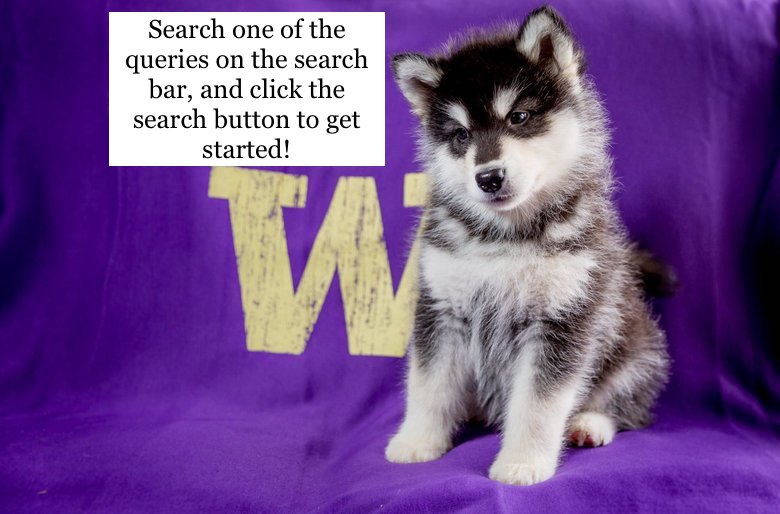 Search one of the
queries on the search
bar, and click the
search button to get
started!
W